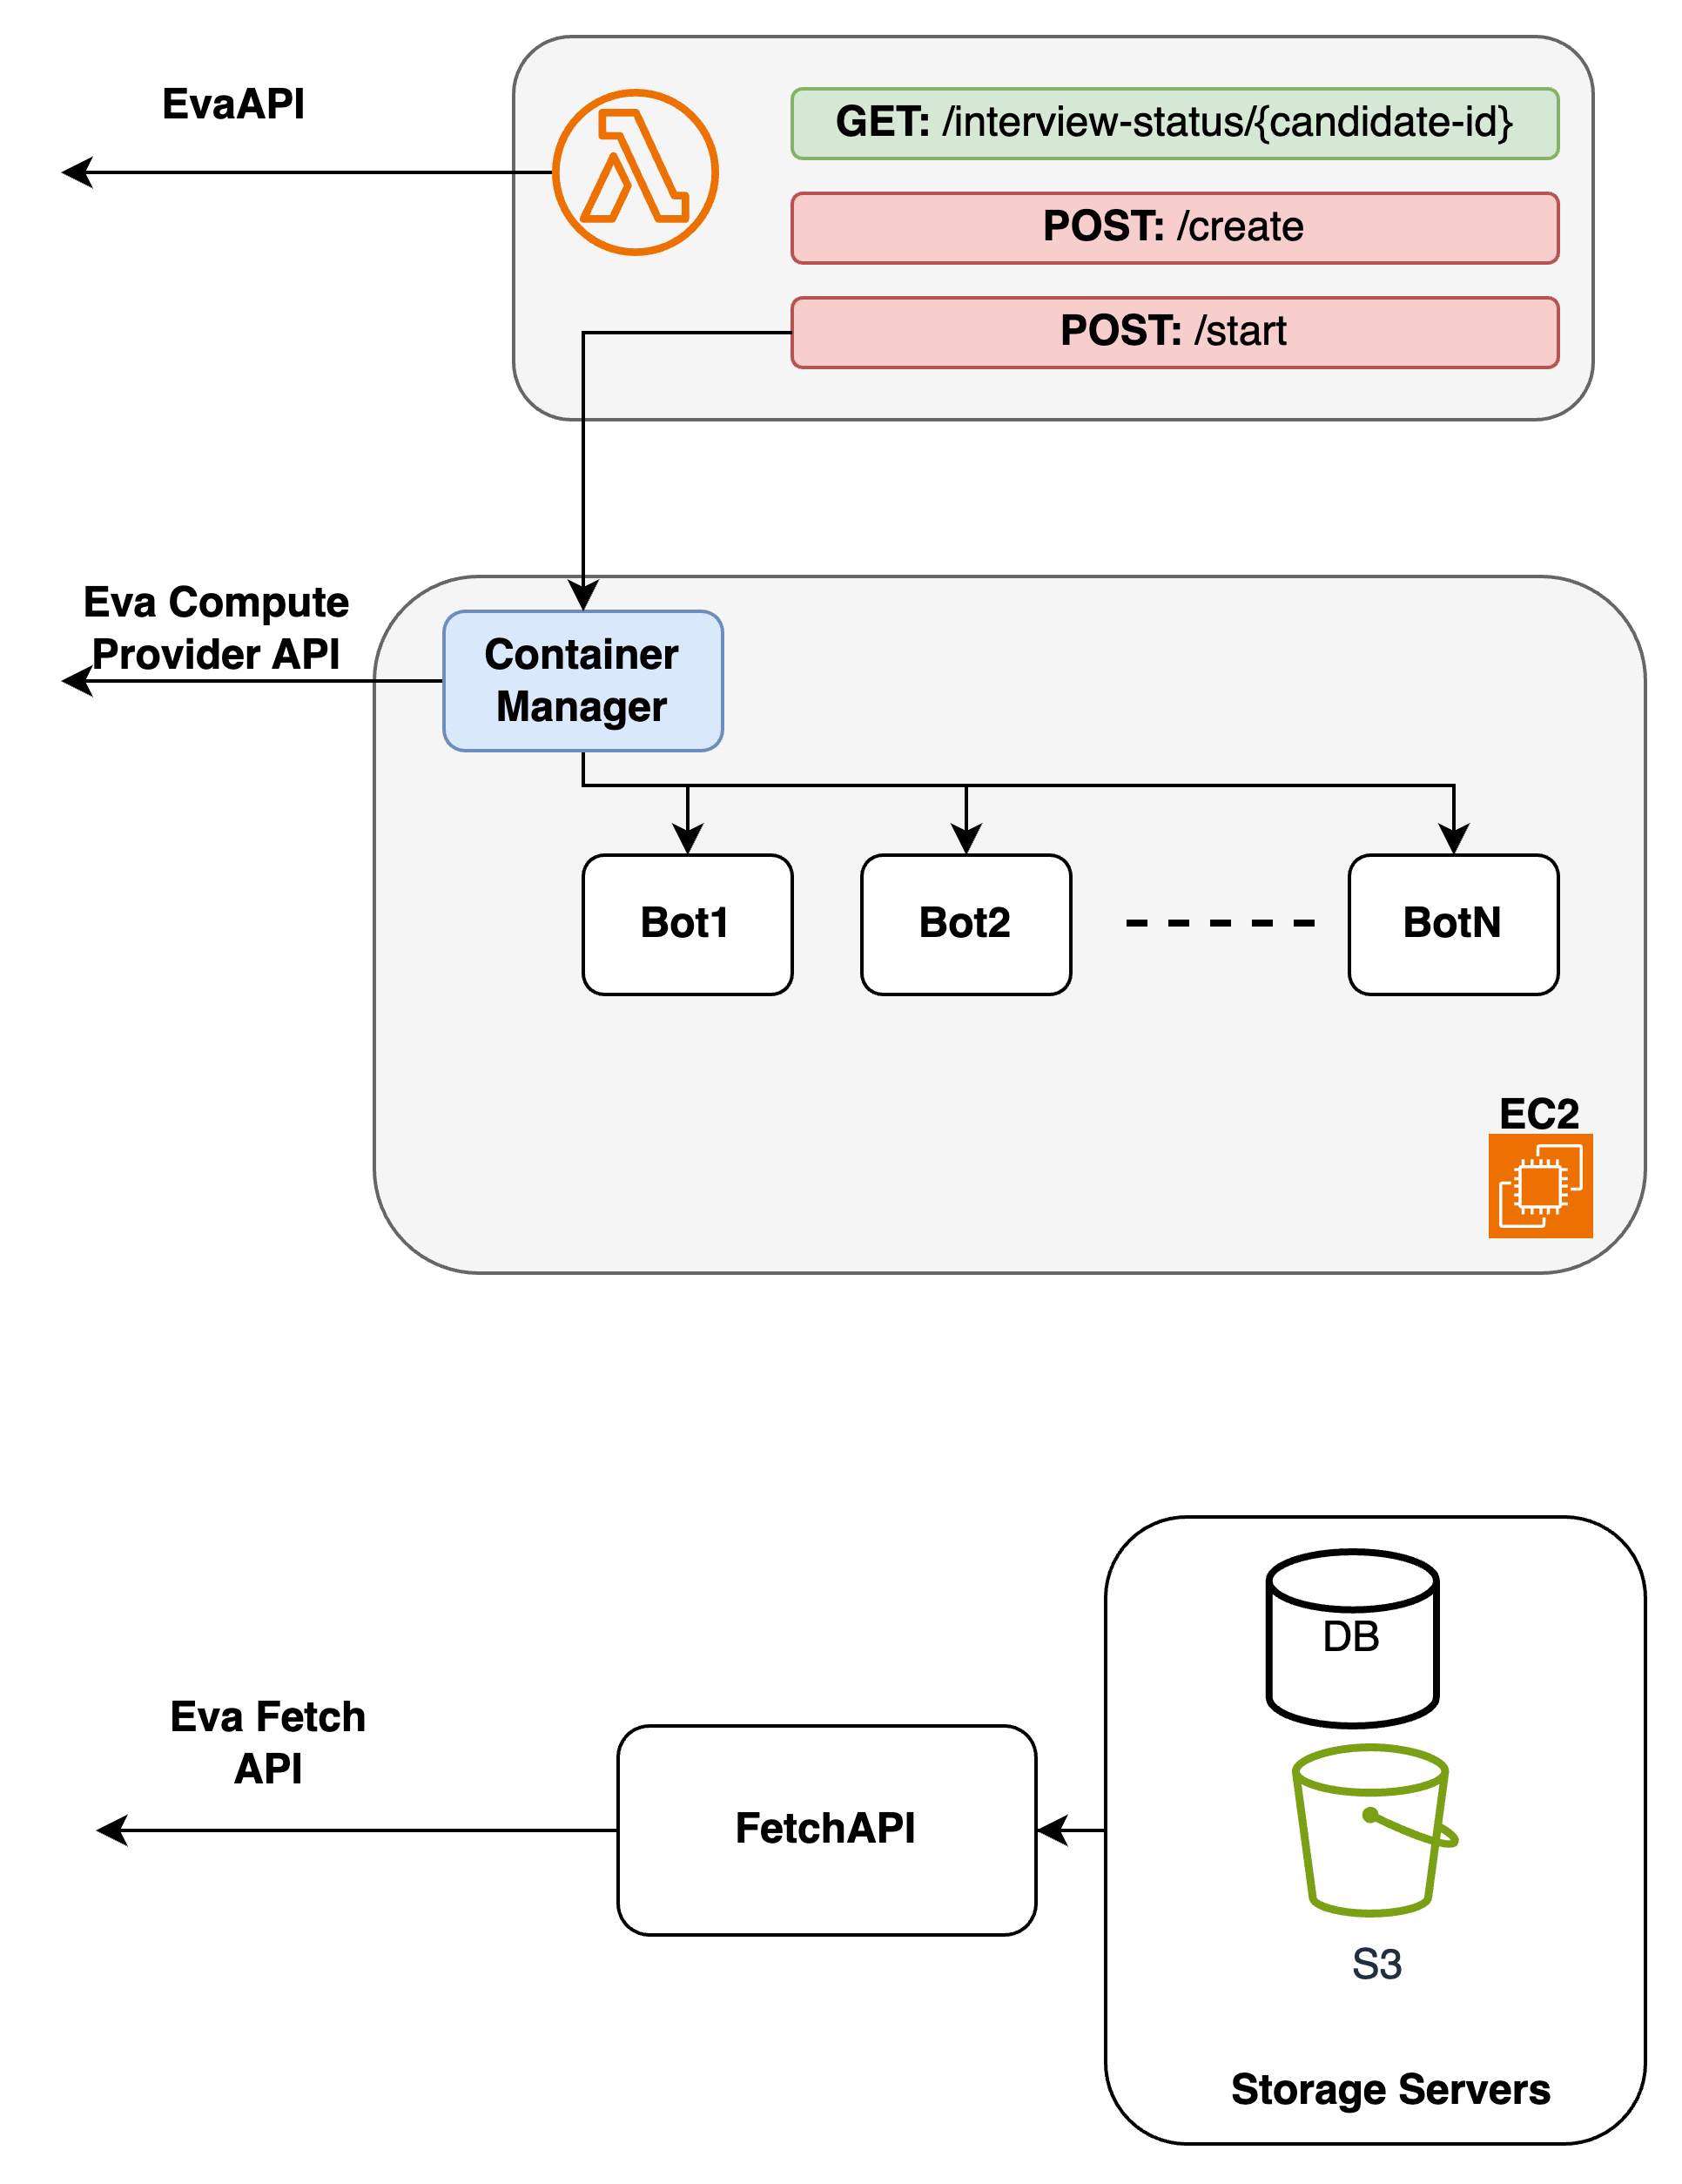 EvaAPI
GET: /interview-status/{candidate-id}
POST: /create
POST: /start
Eva Compute
Provider API
Container
Manager
Bot1
Bot2
BotN
EC2
DB
Eva Fetch
API
FetchAPI
S3
Storage Servers